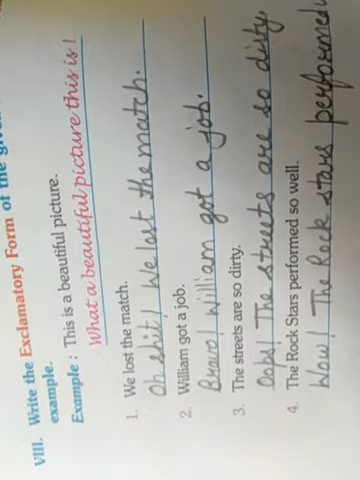 VIII. Write the Exclamatory Form of the
example.
Example : This is a beautiful picture.
What a beautiful picture this is!
1. We lost the match.
Oh shit! We lost the match.
2. William got a job.
Bravo! William got a job.
3. The streets are so dirty.
Oops! The streets are so dirty
4. The Rock Stars performed so well.
Wow! The Rock stars performed